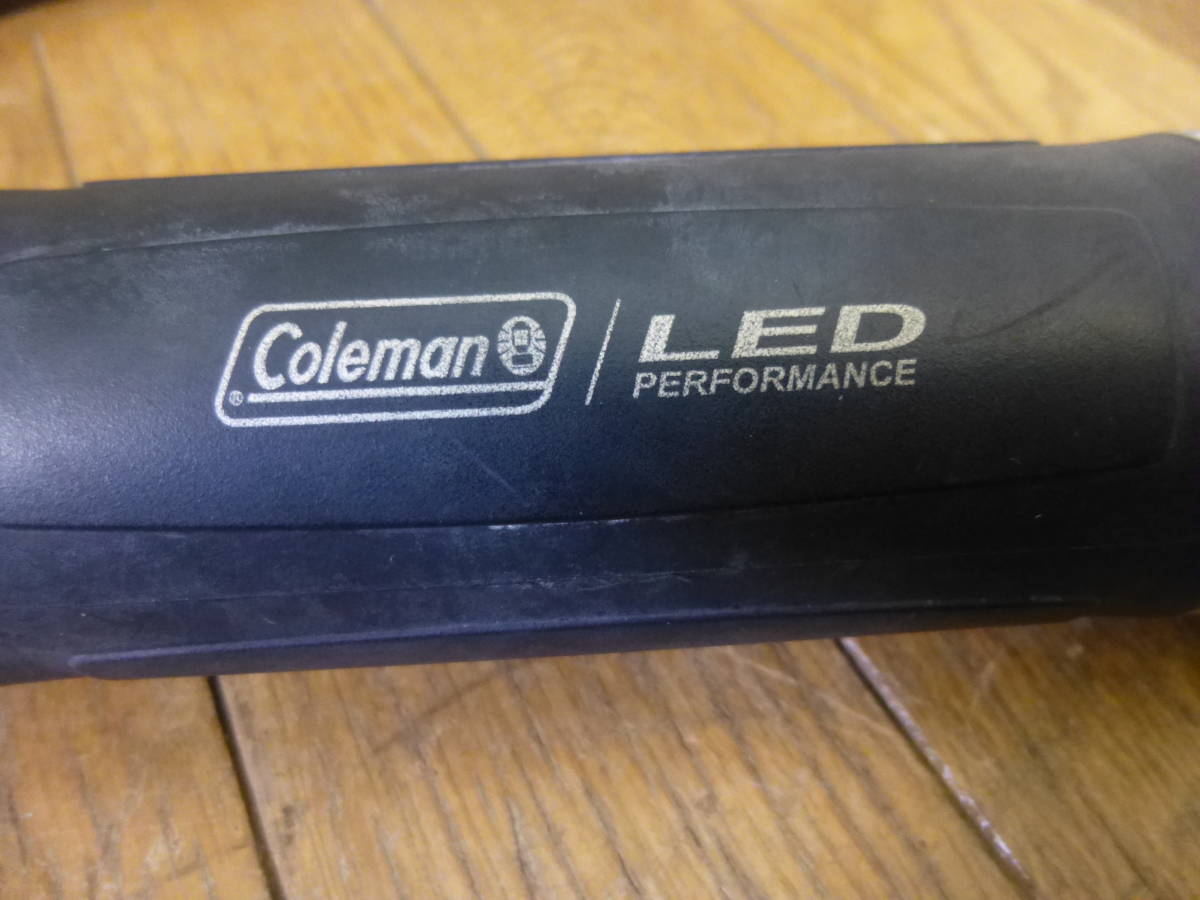 Coleman
®
LED
PERFORMANCE